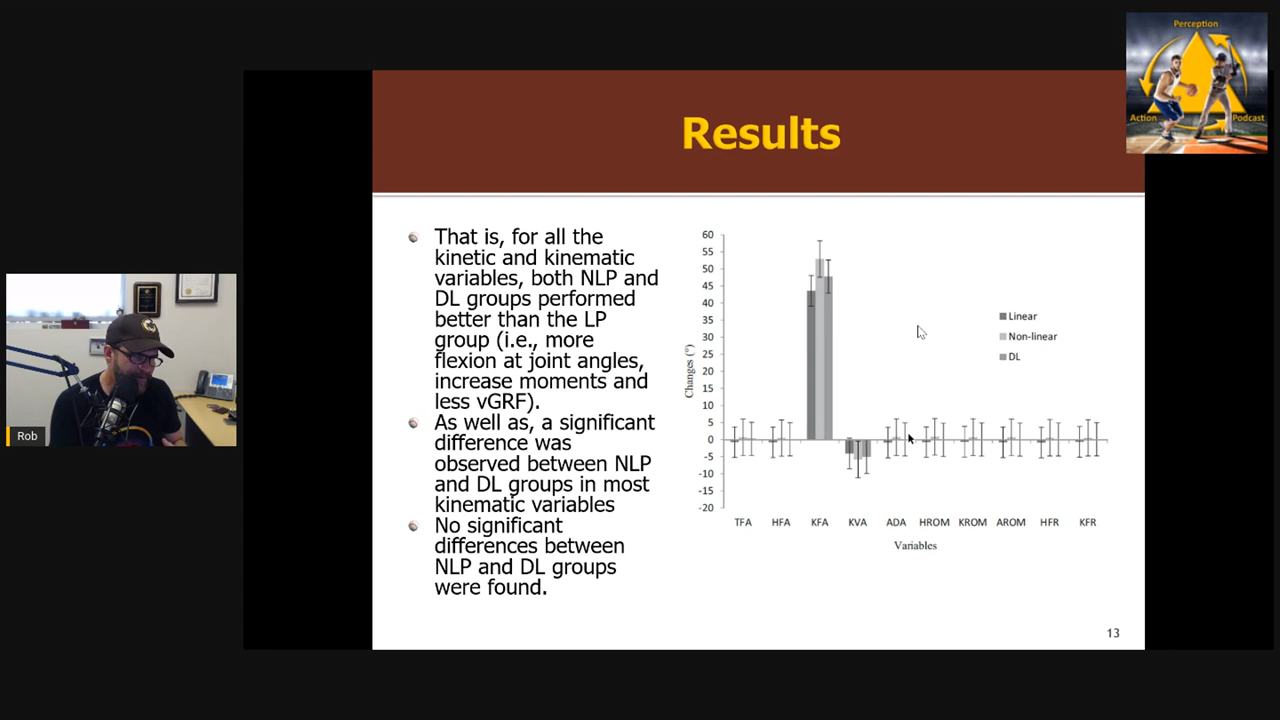 Perception
Action
Podcast
Results
That is, for all the
kinetic and kinematic
variables, both NLP and
DL groups performed
better than the LP
group (i.e., more
flexion at joint angles,
increase moments and
less vGRF).
As well as, a significant
difference was
observed between NLP
and DL groups in most
kinematic variables
No significant
differences between
NLP and DL groups
were found.
60
55
50
45
40
35
30
25
20
15
10
5
0
-5
-10
-15
-20
Changes (°)
Linear
Non-linear
DL
TFA HFA KFA KVA ADA HROM KROM AROM HFR KFR
Variables
13
Rob